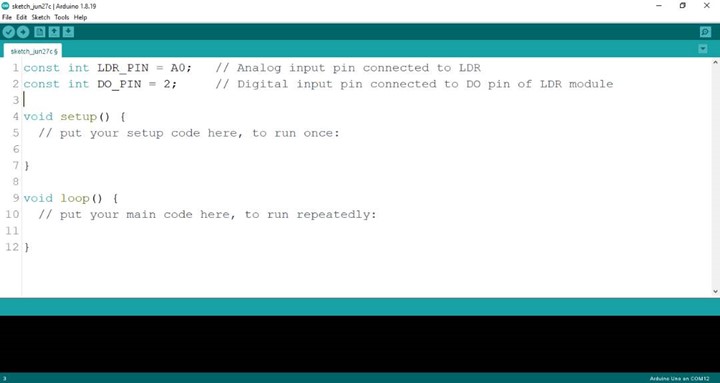 sketch_jun27c | Arduino 1.8.19
File Edit Sketch Tools Help
sketch_jun27c §
1 const int LDR_PIN = A0;   // Analog input pin connected to LDR
2 const int DO_PIN = 2;     // Digital input pin connected to DO pin of LDR module
3
4 void setup() {
5   // put your setup code here, to run once:
6
7 }
8
9 void loop() {
10   // put your main code here, to run repeatedly:
11
12 }
3
Arduino Uno on COM12